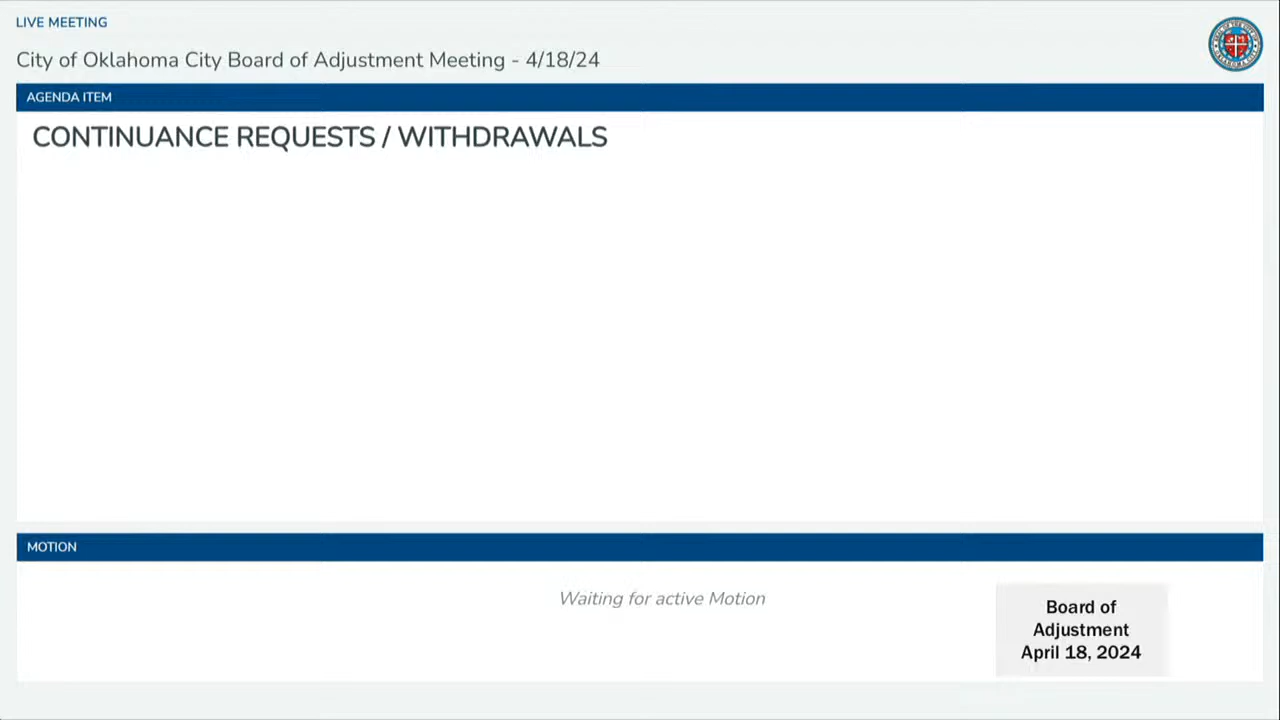 LIVE MEETING
City of Oklahoma City Board of Adjustment Meeting - 4/18/24
AGENDA ITEM
CONTINUANCE REQUESTS / WITHDRAWALS
MOTION
Waiting for active Motion
Board of
Adjustment
April 18, 2024